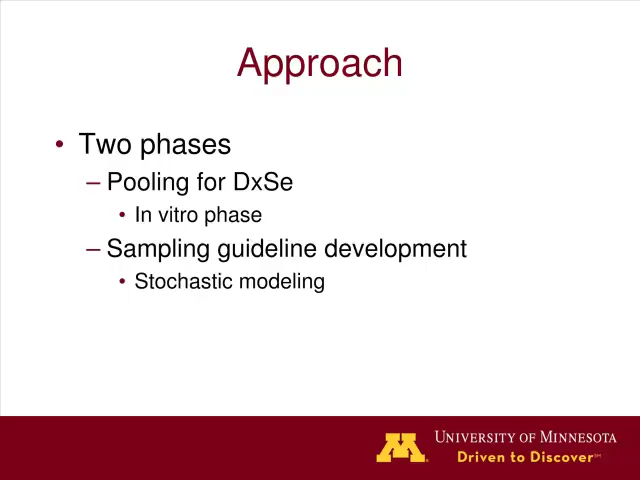 Approach
• Two phases
– Pooling for DxSe
• In vitro phase
– Sampling guideline development
• Stochastic modeling
M
UNIVERSITY OF MINNESOTA
Driven to Discover℠